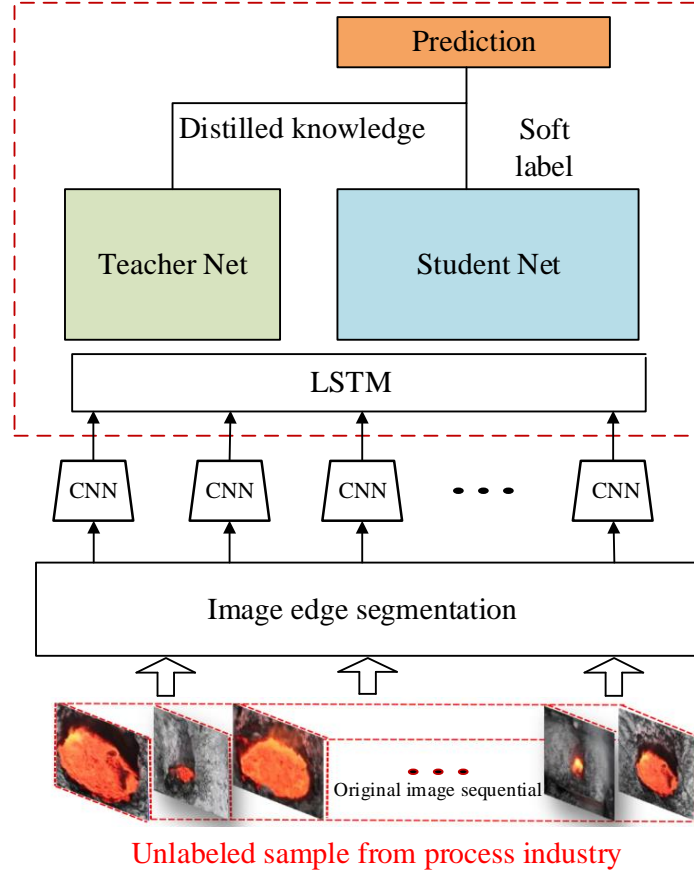 Prediction
Distilled knowledge
Soft
label
Teacher Net
Student Net
LSTM
CNN
CNN
CNN
CNN
Image edge segmentation
Original image sequential
Unlabeled sample from process industry